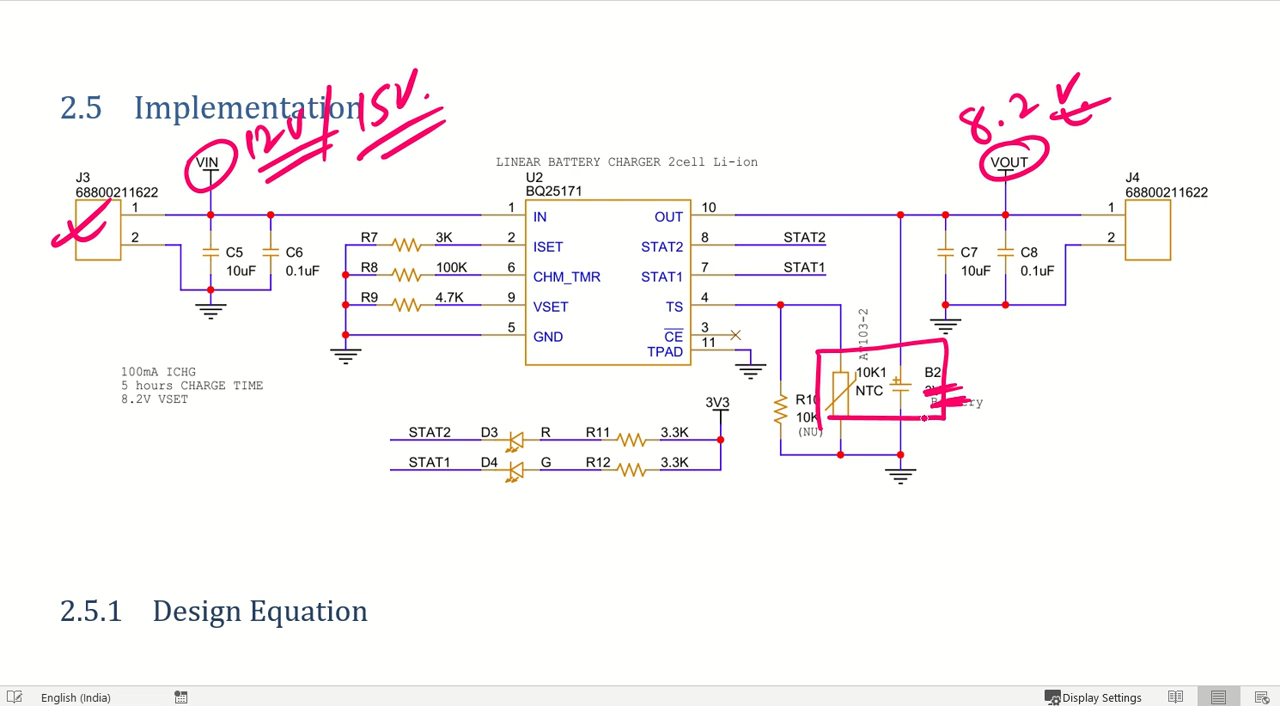 2.5 Implementation
12V/15V.
8.2V
VIN
LINEAR BATTERY CHARGER 2cell Li-ion
VOUT
J3
68800211622
U2
BQ25171
J4
68800211622
1 1 IN OUT 10 1
2 R7 3K 2 ISET STAT2 8 STAT2 2
C5 10uF
C6 0.1uF
C7 10uF
C8 0.1uF
R8 100K 6 CHM_TMR STAT1 7 STAT1
R9 4.7K 9 VSET TS 4
5 GND CE 3
TPAD 11
100mA ICHG
5 hours CHARGE TIME
8.2V VSET
10K1
NTC
B2
R10
10K
(NU)
3V3
STAT2 D3 R R11 3.3K
STAT1 D4 G R12 3.3K
2.5.1 Design Equation
English (India)
Display Settings